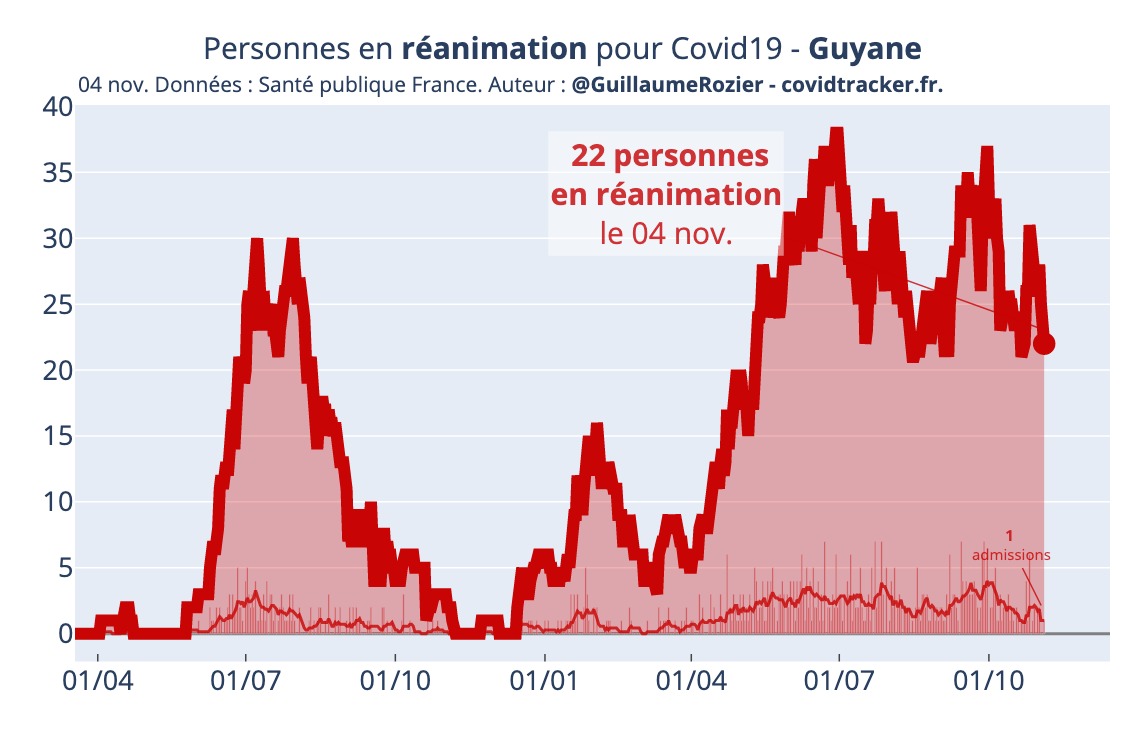 Personnes en réanimation pour Covid19 - Guyane
04 nov. Données : Santé publique France. Auteur : @GuillaumeRozier - covidtracker.fr.
40
35
30
25
20
15
10
5
0
22 personnes
en réanimation
le 04 nov.
1
admissions
01/04
01/07
01/10
01/01
01/04
01/07
01/10